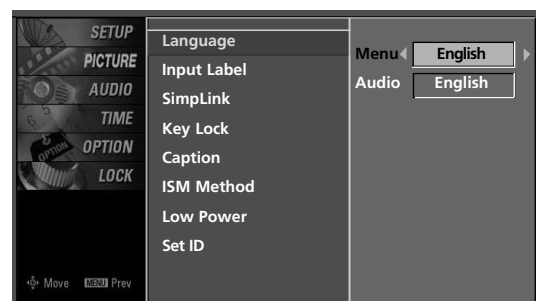 SETUP
PICTURE
AUDIO
TIME
OPTION
LOCK
Move MENU Prev
Language
Input Label
SimpLink
Key Lock
Caption
ISM Method
Low Power
Set ID
Menu English
Audio English